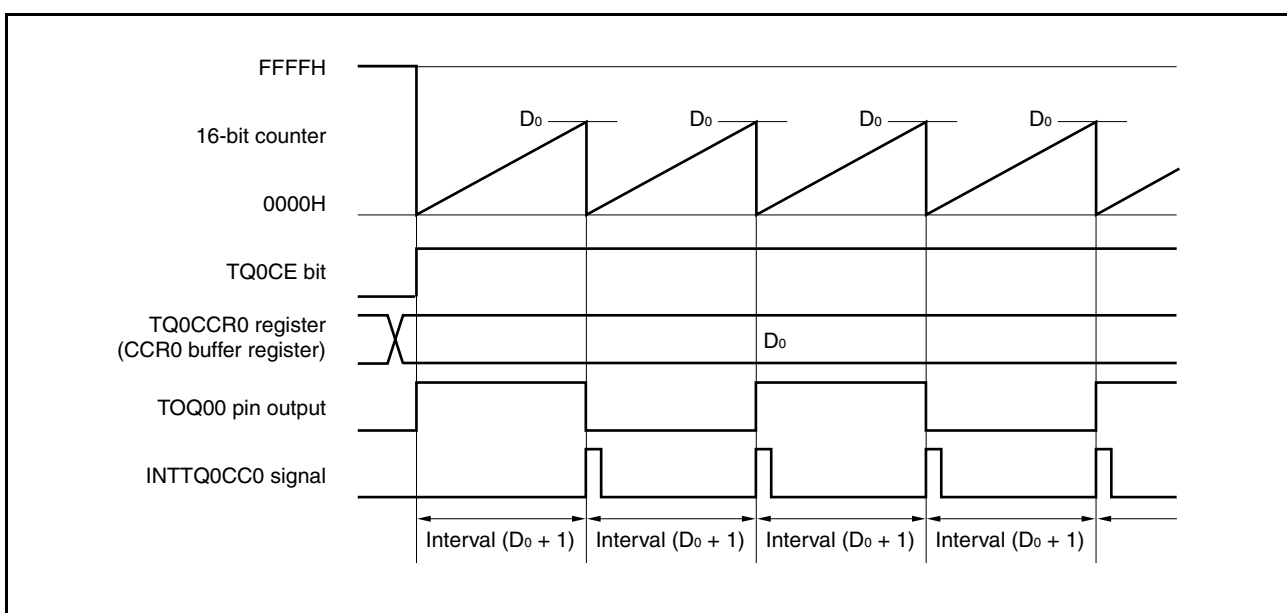 FFFFH
D0 D0 D0 D0
16-bit counter
0000H
TQ0CE bit
TQ0CCR0 register
(CCR0 buffer register)
D0
TOQ00 pin output
INTTQ0CC0 signal
Interval (D0 + 1) Interval (D0 + 1) Interval (D0 + 1) Interval (D0 + 1)